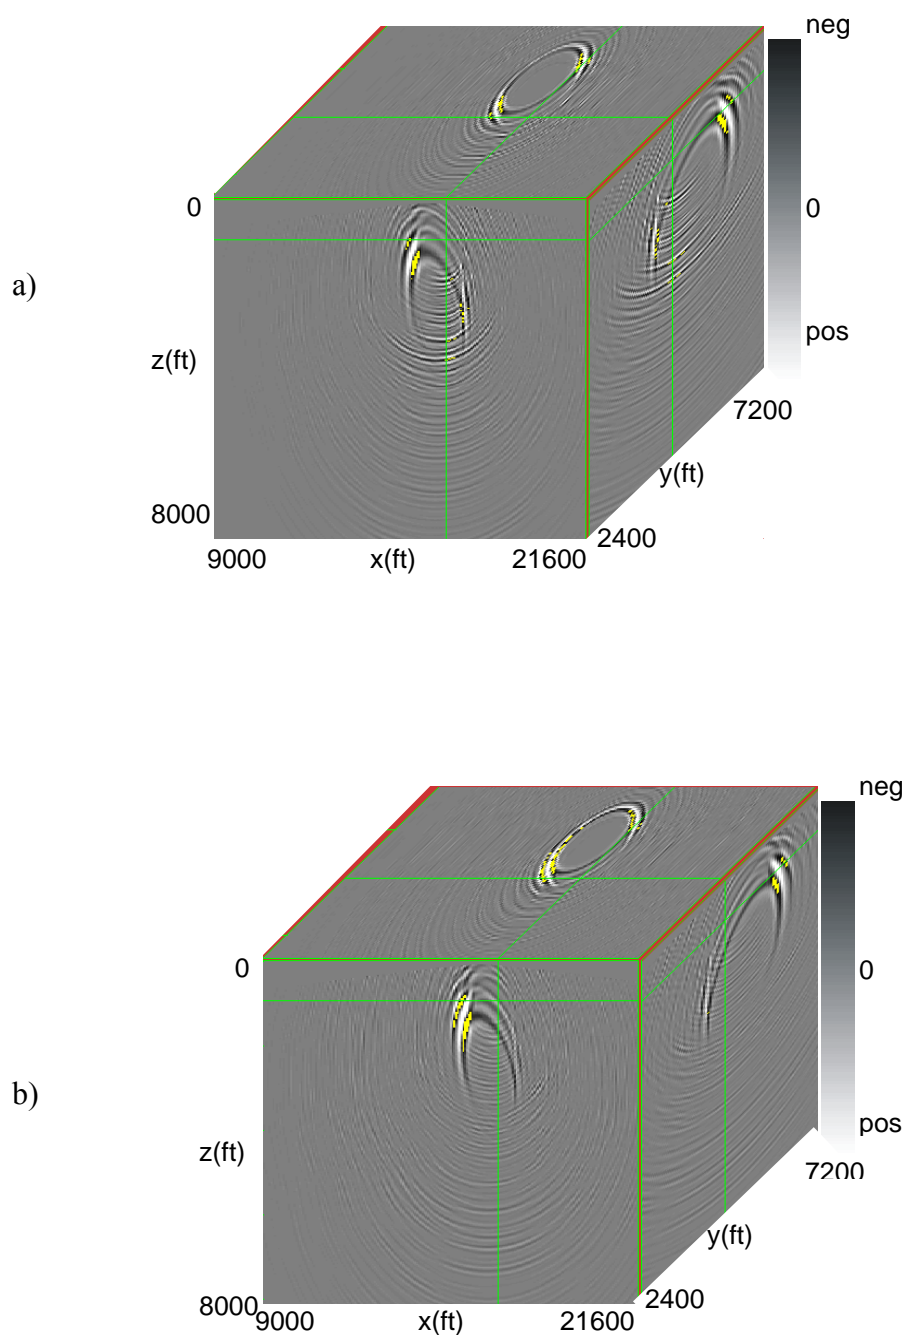 neg
0
0
a)
pos
z(ft)
7200
y(ft)
8000
2400
9000
x(ft)
21600
neg
0
0
b)
pos
z(ft)
7200
y(ft)
8000
2400
9000
x(ft)
21600